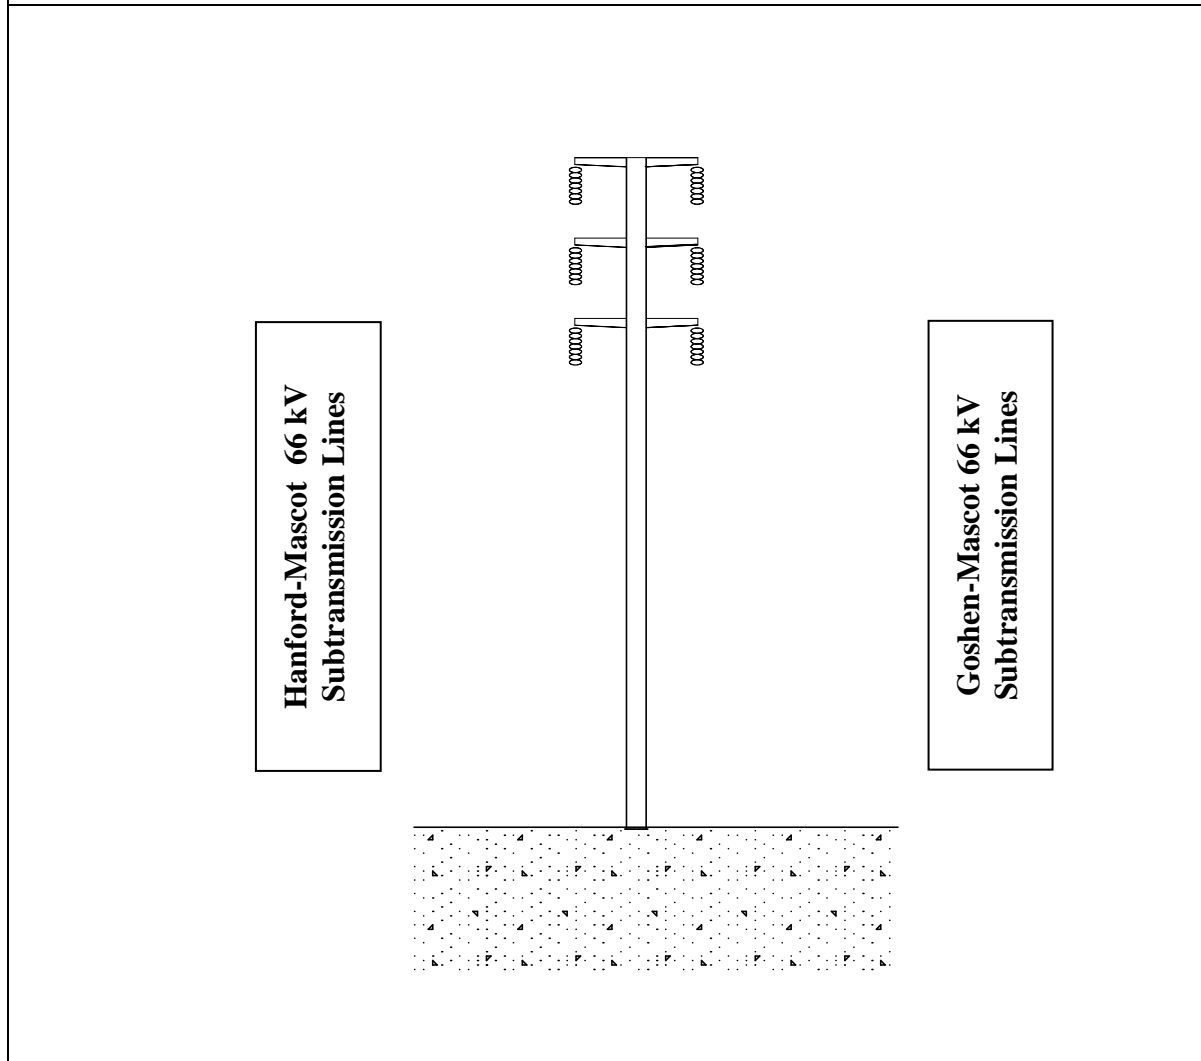 Hanford-Mascot 66 kV
Subtransmission Lines
Goshen-Mascot 66 kV
Subtransmission Lines